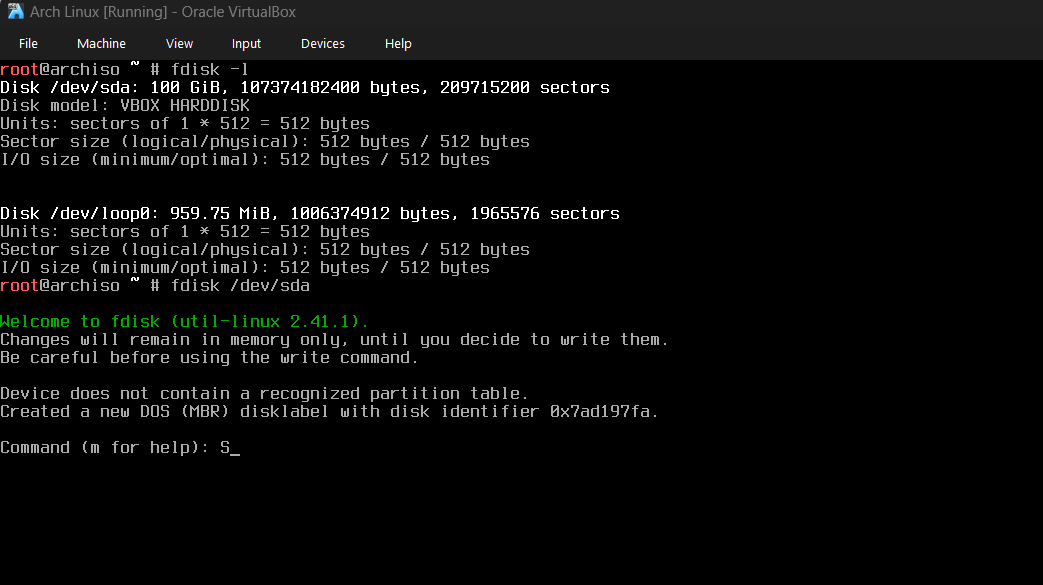 Arch Linux [Running] - Oracle VirtualBox
File Machine View Input Devices Help
root@archiso ~ # fdisk -l
Disk /dev/sda: 100 GiB, 107374182400 bytes, 209715200 sectors
Disk model: VBOX HARDDISK
Units: sectors of 1 * 512 = 512 bytes
Sector size (logical/physical): 512 bytes / 512 bytes
I/O size (minimum/optimal): 512 bytes / 512 bytes
Disk /dev/loop0: 959.75 MiB, 1006374912 bytes, 1965576 sectors
Units: sectors of 1 * 512 = 512 bytes
Sector size (logical/physical): 512 bytes / 512 bytes
I/O size (minimum/optimal): 512 bytes / 512 bytes
root@archiso ~ # fdisk /dev/sda
Welcome to fdisk (util-linux 2.41.1).
Changes will remain in memory only, until you decide to write them.
Be careful before using the write command.
Device does not contain a recognized partition table.
Created a new DOS (MBR) disklabel with disk identifier 0x7ad197fa.
Command (m for help): S_